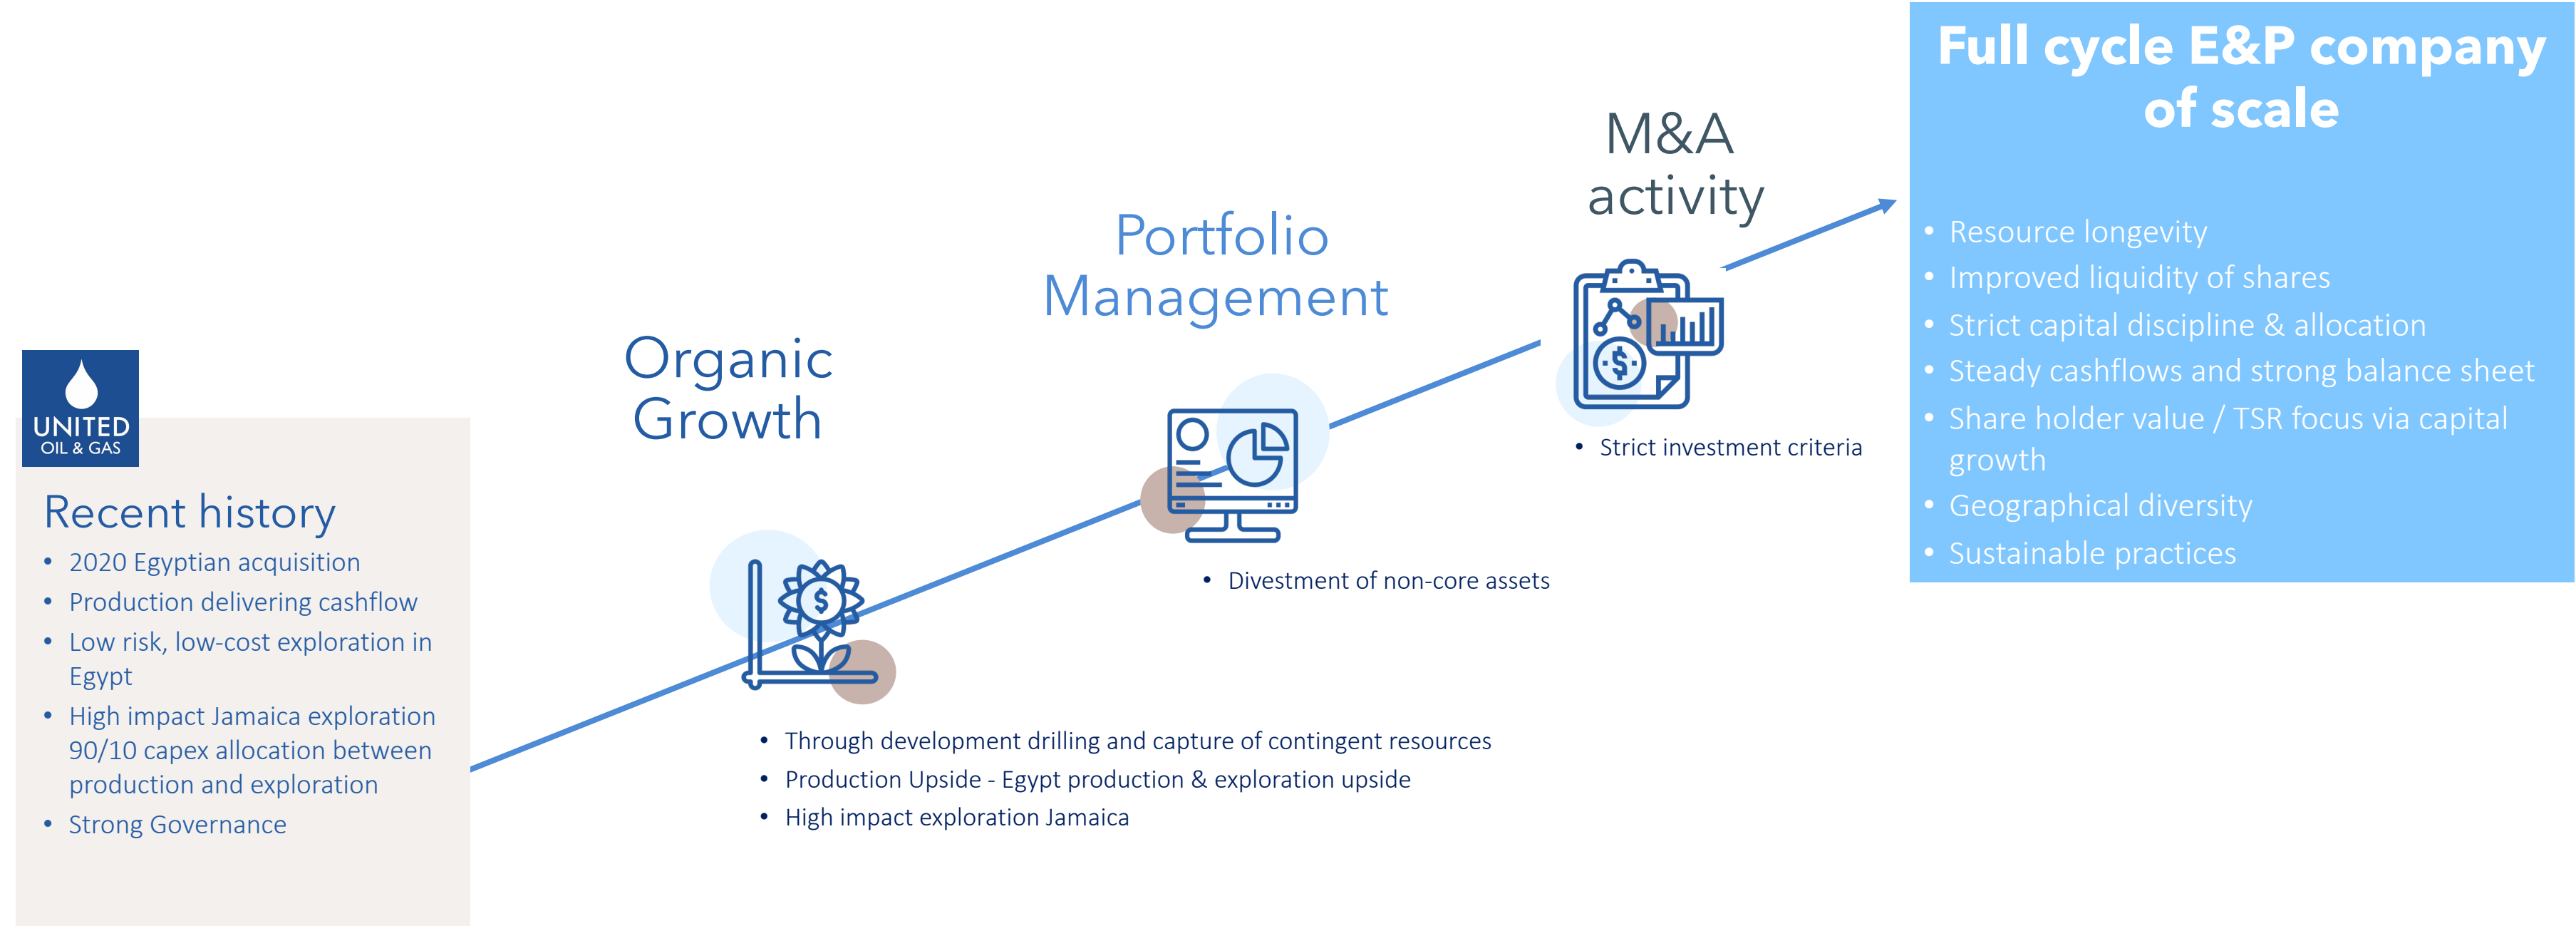 UNITED
OIL & GAS
Recent history
• 2020 Egyptian acquisition
• Production delivering cashflow
• Low risk, low-cost exploration in
Egypt
• High impact Jamaica exploration
90/10 capex allocation between
production and exploration
• Strong Governance
Organic
Growth
$
• Through development drilling and capture of contingent resources
• Production Upside - Egypt production & exploration upside
• High impact exploration Jamaica
Portfolio
Management
• Divestment of non-core assets
M&A
activity
$
• Strict investment criteria
Full cycle E&P company
of scale
• Resource longevity
• Improved liquidity of shares
• Strict capital discipline & allocation
• Steady cashflows and strong balance sheet
• Share holder value / TSR focus via capital
growth
• Geographical diversity
• Sustainable practices